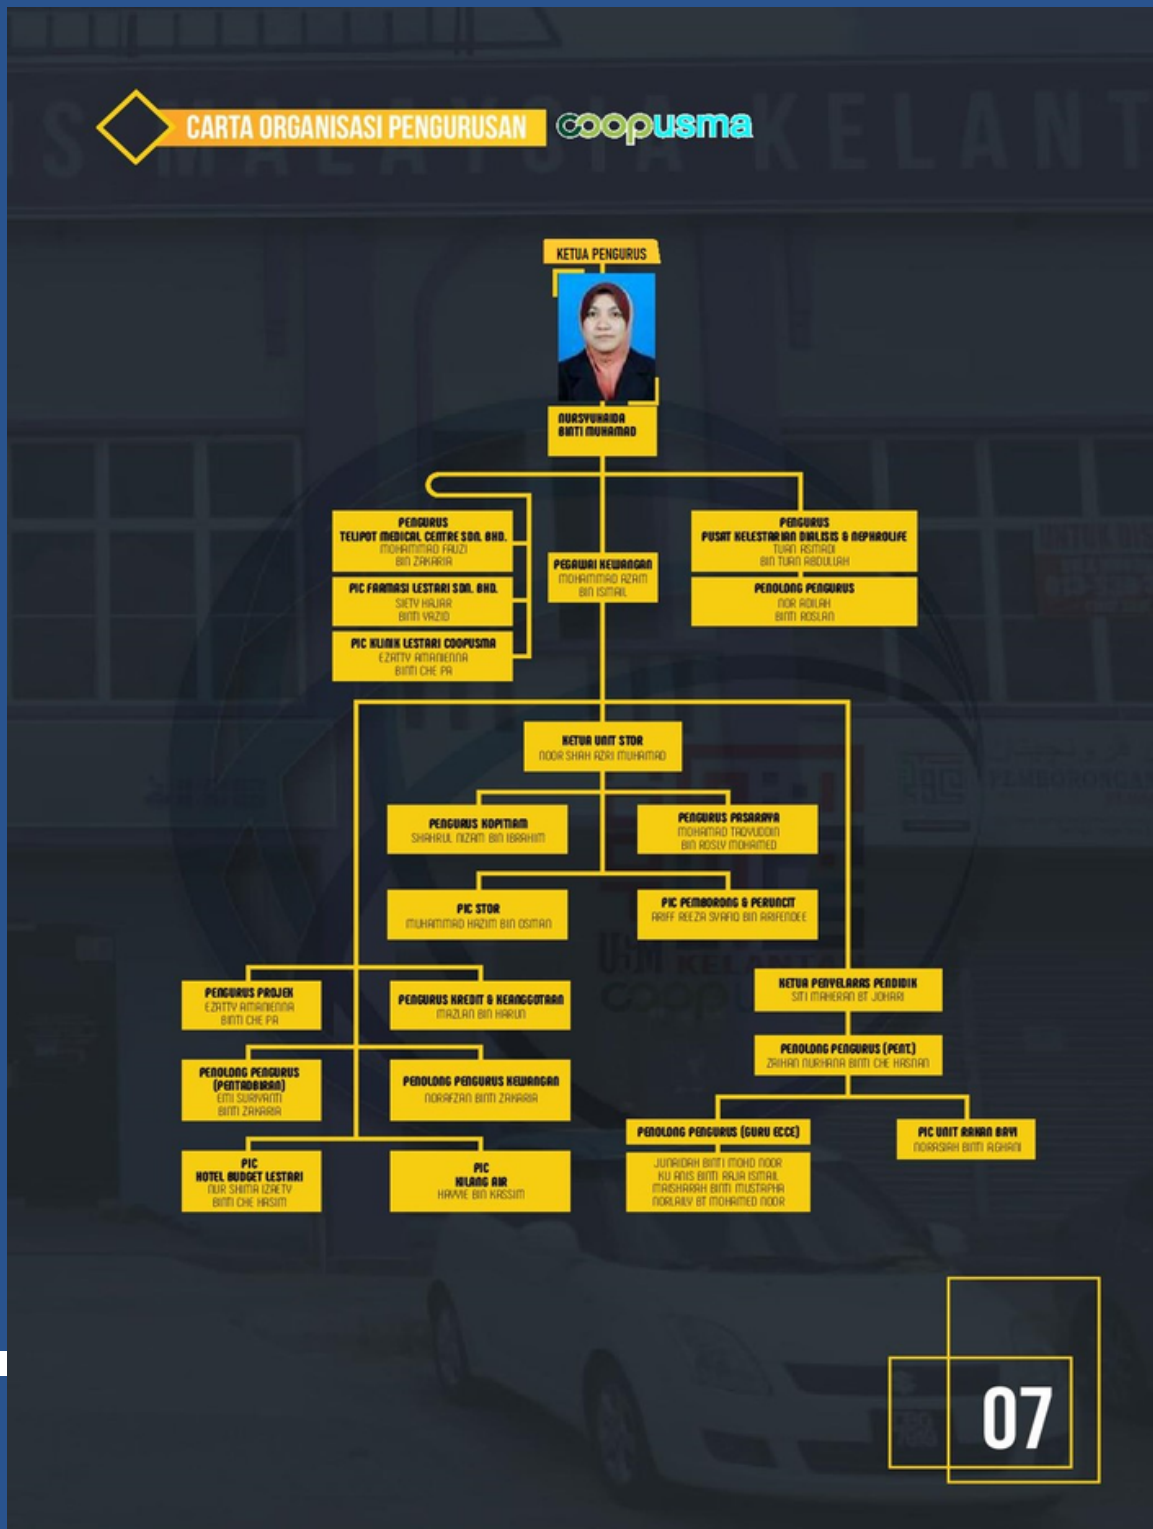 CARTA ORGANISASI PENGURUSAN
coopusma
KETUA PENGURUS
NURSYUHAIDA
BINTI MUHAMAD
PENGURUS
TELIPOT MEDICAL CENTRE SDN. BHD.
MOHAMMAD FAUZI
BIN ZAKARIA
PIC FARMASI LESTARI SDN. BHD.
SIETY HAJAR
BINTI YAZID
PIC KLINIK LESTARI COOPUSMA
EZATTY AMANIENNA
BINTI CHE PA
PEGAWAI KEWANGAN
MOHAMMAD AZAM
BIN ISMAIL
PENGURUS
PUSAT KELESTARIAN DIALISIS & NEPHROLIFE
TUAN ASMADI
BIN TUAN ABDULLAH
PENOLONG PENGURUS
NOR ADILAH
BINTI ROSLAN
KETUA UNIT STOR
NOOR SHAH AZRI MUHAMAD
PENGURUS KOPITIAM
SHAHRUL NIZAM BIN IBRAHIM
PENGURUS PASARAYA
MOHAMAD TAQYUDDIN
BIN ROSLY MOHAMED
PIC STOR
MUHAMMAD HAZIM BIN OSMAN
PIC PEMBORONG & PERUNCIT
ARIFF REEZA SYAFIQ BIN ARIFENDEE
PENGURUS PROJEK
EZATTY AMANIENNA
BINTI CHE PA
PENGURUS KREDIT & KEANGGOTAAN
MAZLAN BIN HARUN
PENOLONG PENGURUS
(PENTADBIRAN)
EMI SURIYANTI
BINTI ZAKARIA
PENOLONG PENGURUS KEWANGAN
NORAFZAN BINTI ZAKARIA
PIC
HOTEL BUDGET LESTARI
NUR SHIMA IZAETY
BINTI CHE HASIM
PIC
KILANG AIR
HAYYIE BIN KASSIM
KETUA PENYELARAS PENDIDIK
SITI MAHERAN BT JOHARI
PENOLONG PENGURUS (PENT.)
ZAIHAN NURHANA BINTI CHE HASNAN
PENOLONG PENGURUS (GURU ECCE)
JUNAIDAH BINTI MOHD NOOR
KU ANIS BINTI RAJA ISMAIL
MAISHARAH BINTI MUSTAPHA
NORLAILY BT MOHAMED NOOR
PIC UNIT RAKAN BAYI
NORASIAH BINTI AGHANI
07